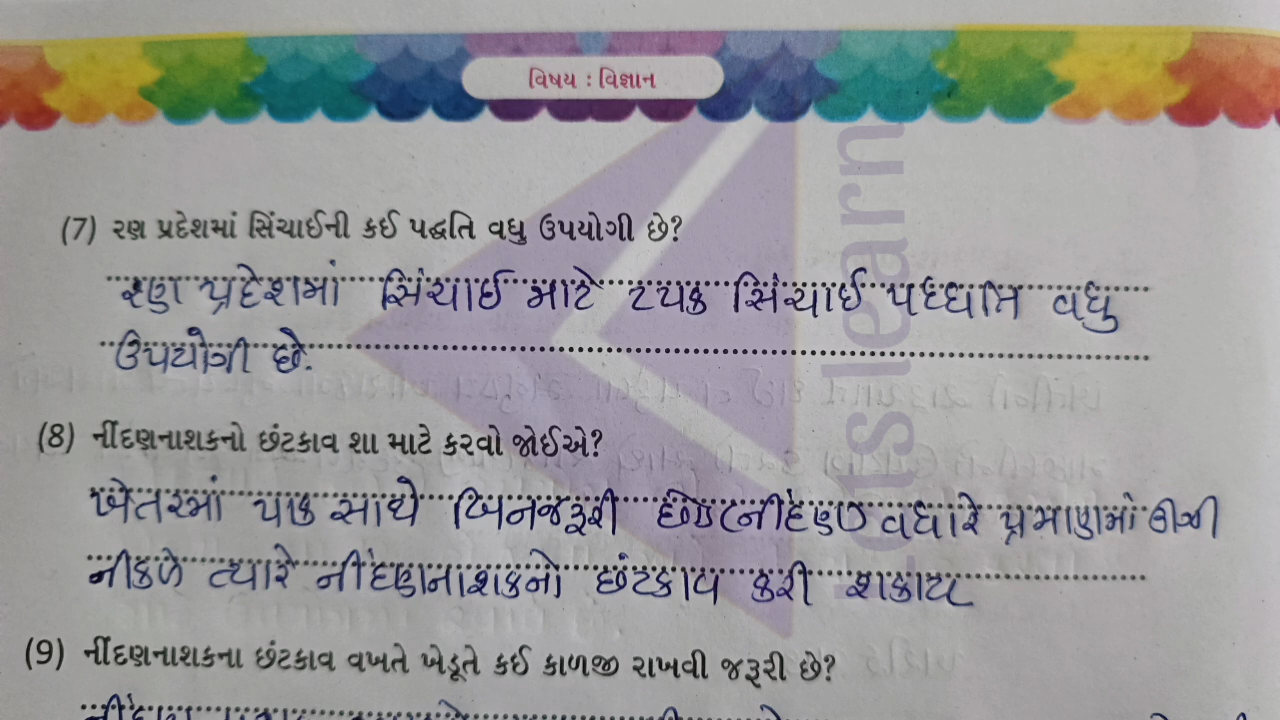 વિષય : વિજ્ઞાન
(7) રણ પ્રદેશમાં સિંચાઈની કઈ પદ્ધતિ વધુ ઉપયોગી છે?
રણ પ્રદેશમાં સિંચાઈ માટે ટપક સિંચાઈ પધ્ધતિ વધુ
ઉપયોગી છે.
(8) નીંદણનાશકનો છંટકાવ શા માટે કરવો જોઈએ?
ખેતરમાં પાક સાથે બિનજરૂરી છોડ નીંદણ વધારે પ્રમાણમાં ઊગી
નીકળે ત્યારે નીંદણનાશકનો છંટકાવ કરી શકાય
(9) નીંદણનાશકના છંટકાવ વખતે ખેડૂતે કઈ કાળજી રાખવી જરૂરી છે?
Letslearn